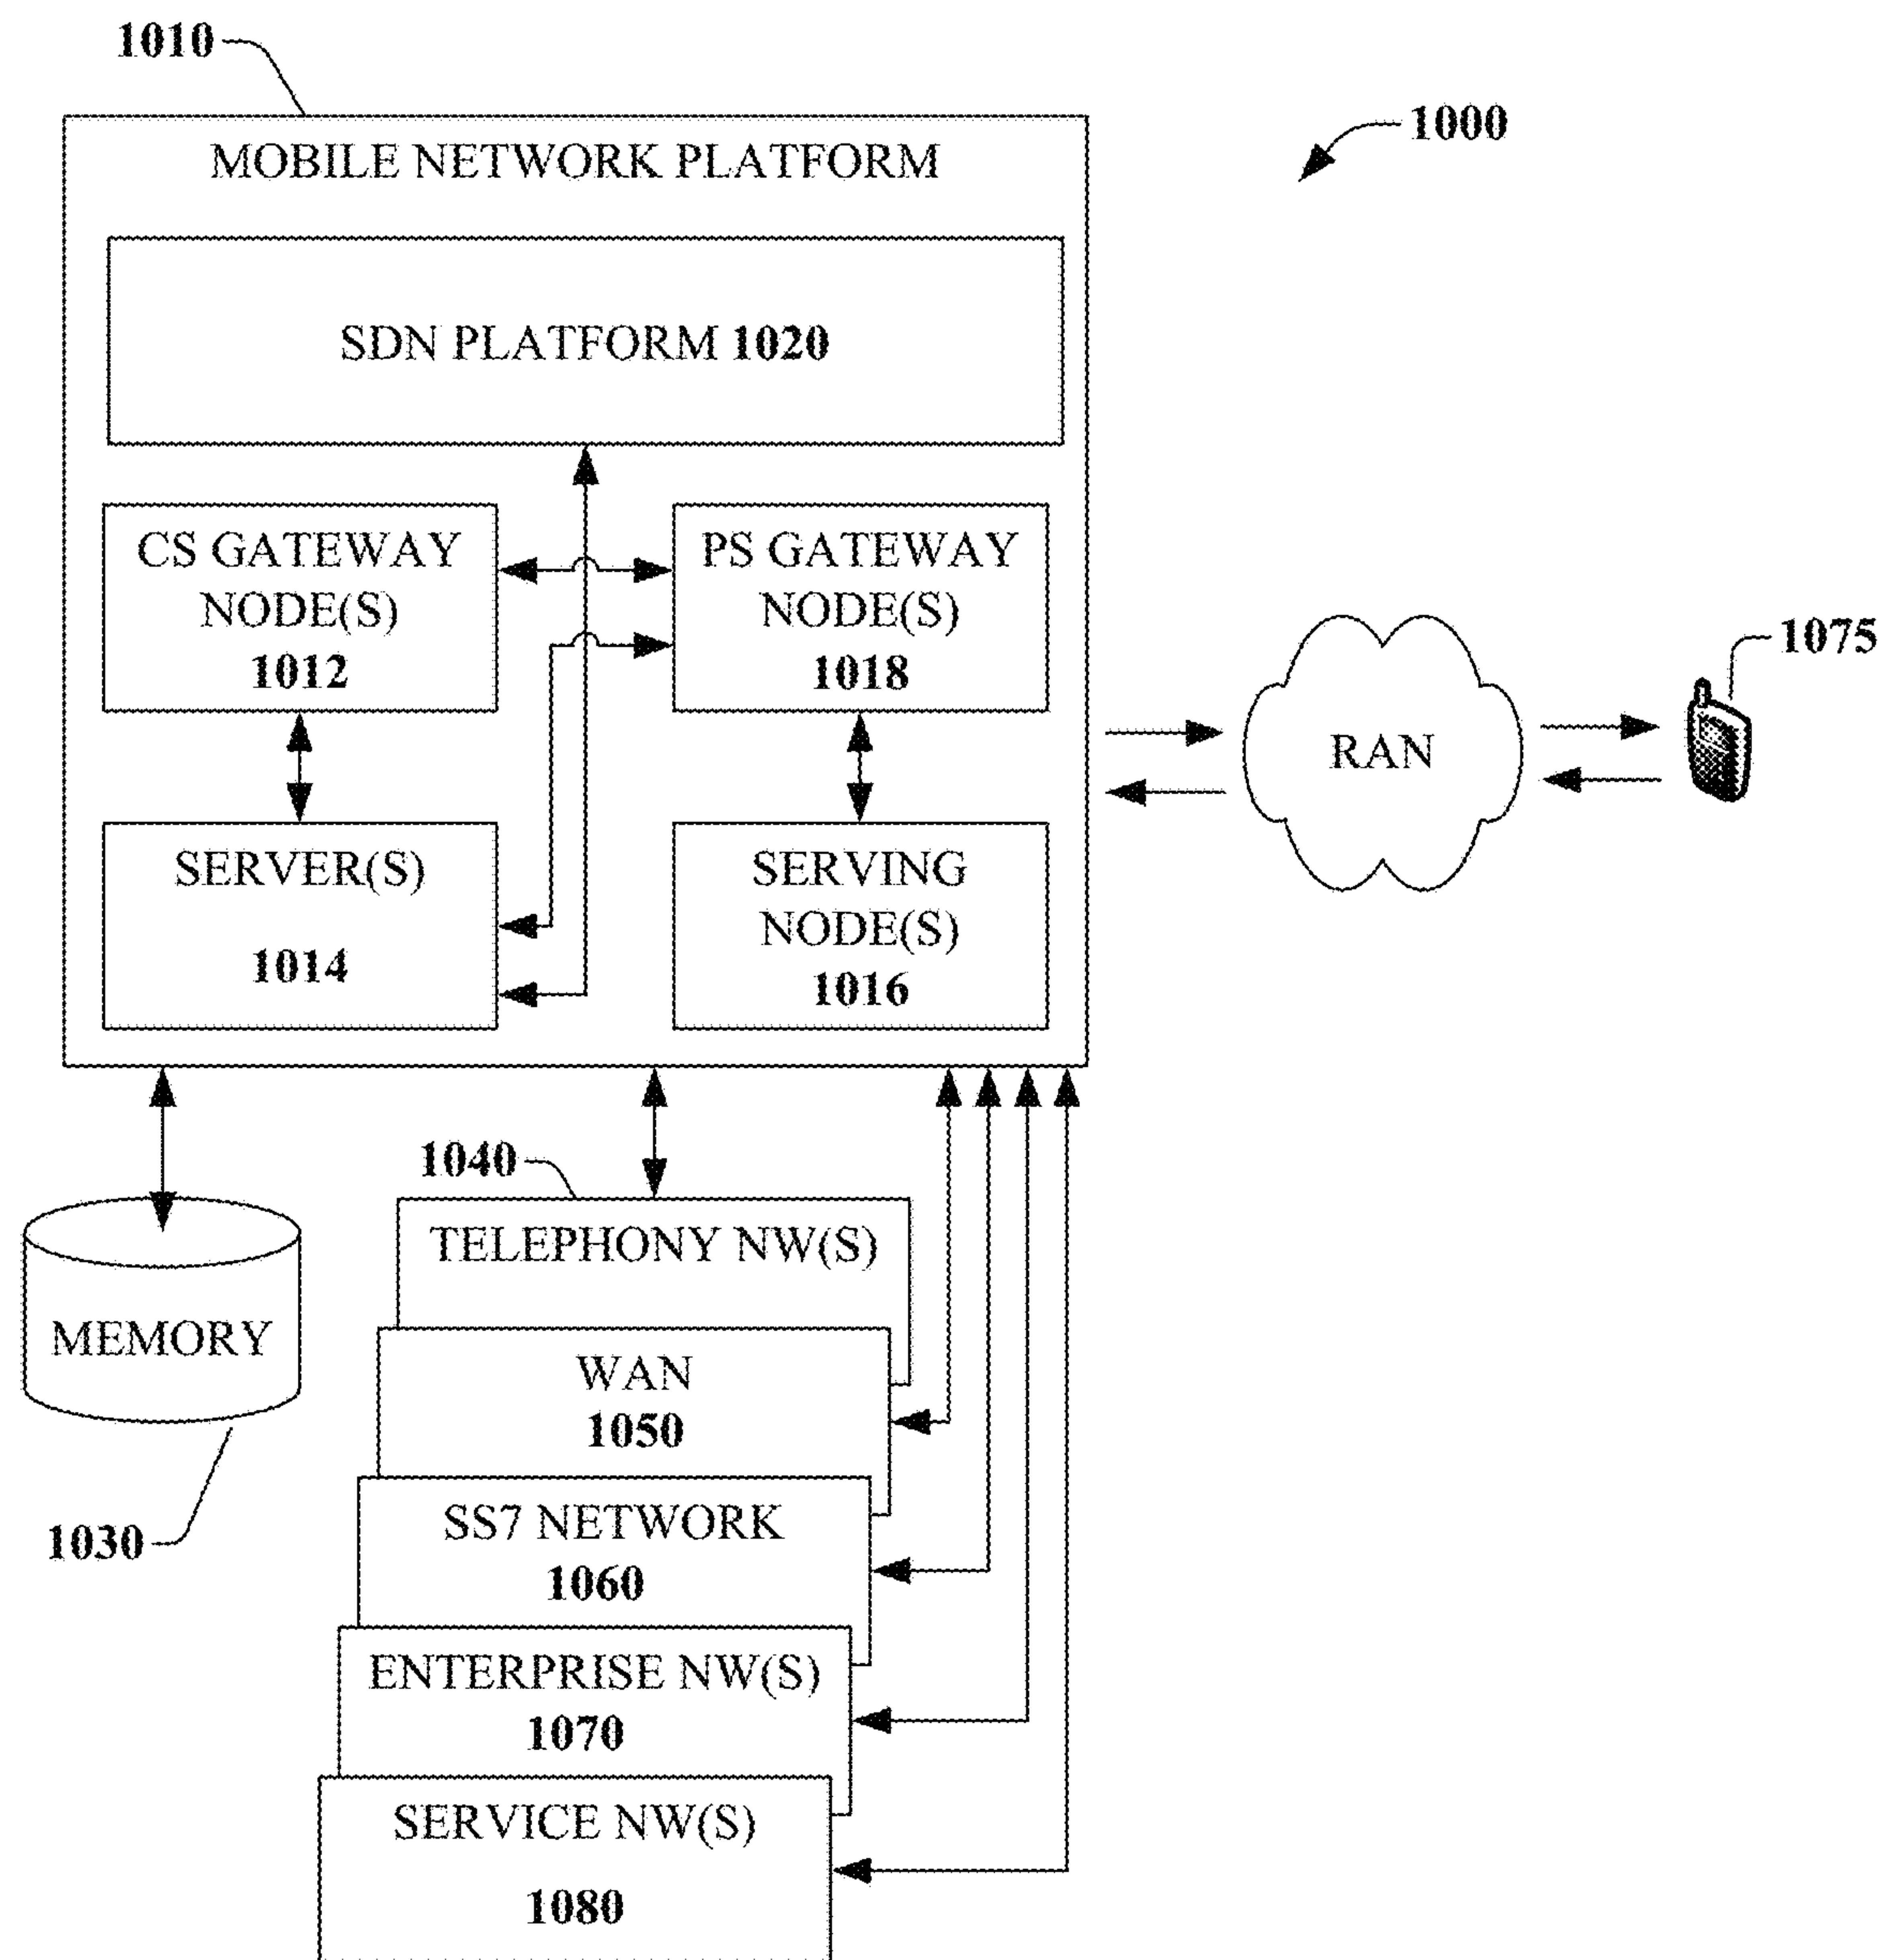 1010
1000
MOBILE NETWORK PLATFORM
SDN PLATFORM 1020
CS GATEWAY
NODE(S)
1012
PS GATEWAY
NODE(S)
1018
SERVER(S)
1014
SERVING
NODE(S)
1016
RAN
1075
1040
TELEPHONY NW(S)
MEMORY
1030
WAN
1050
SS7 NETWORK
1060
ENTERPRISE NW(S)
1070
SERVICE NW(S)
1080